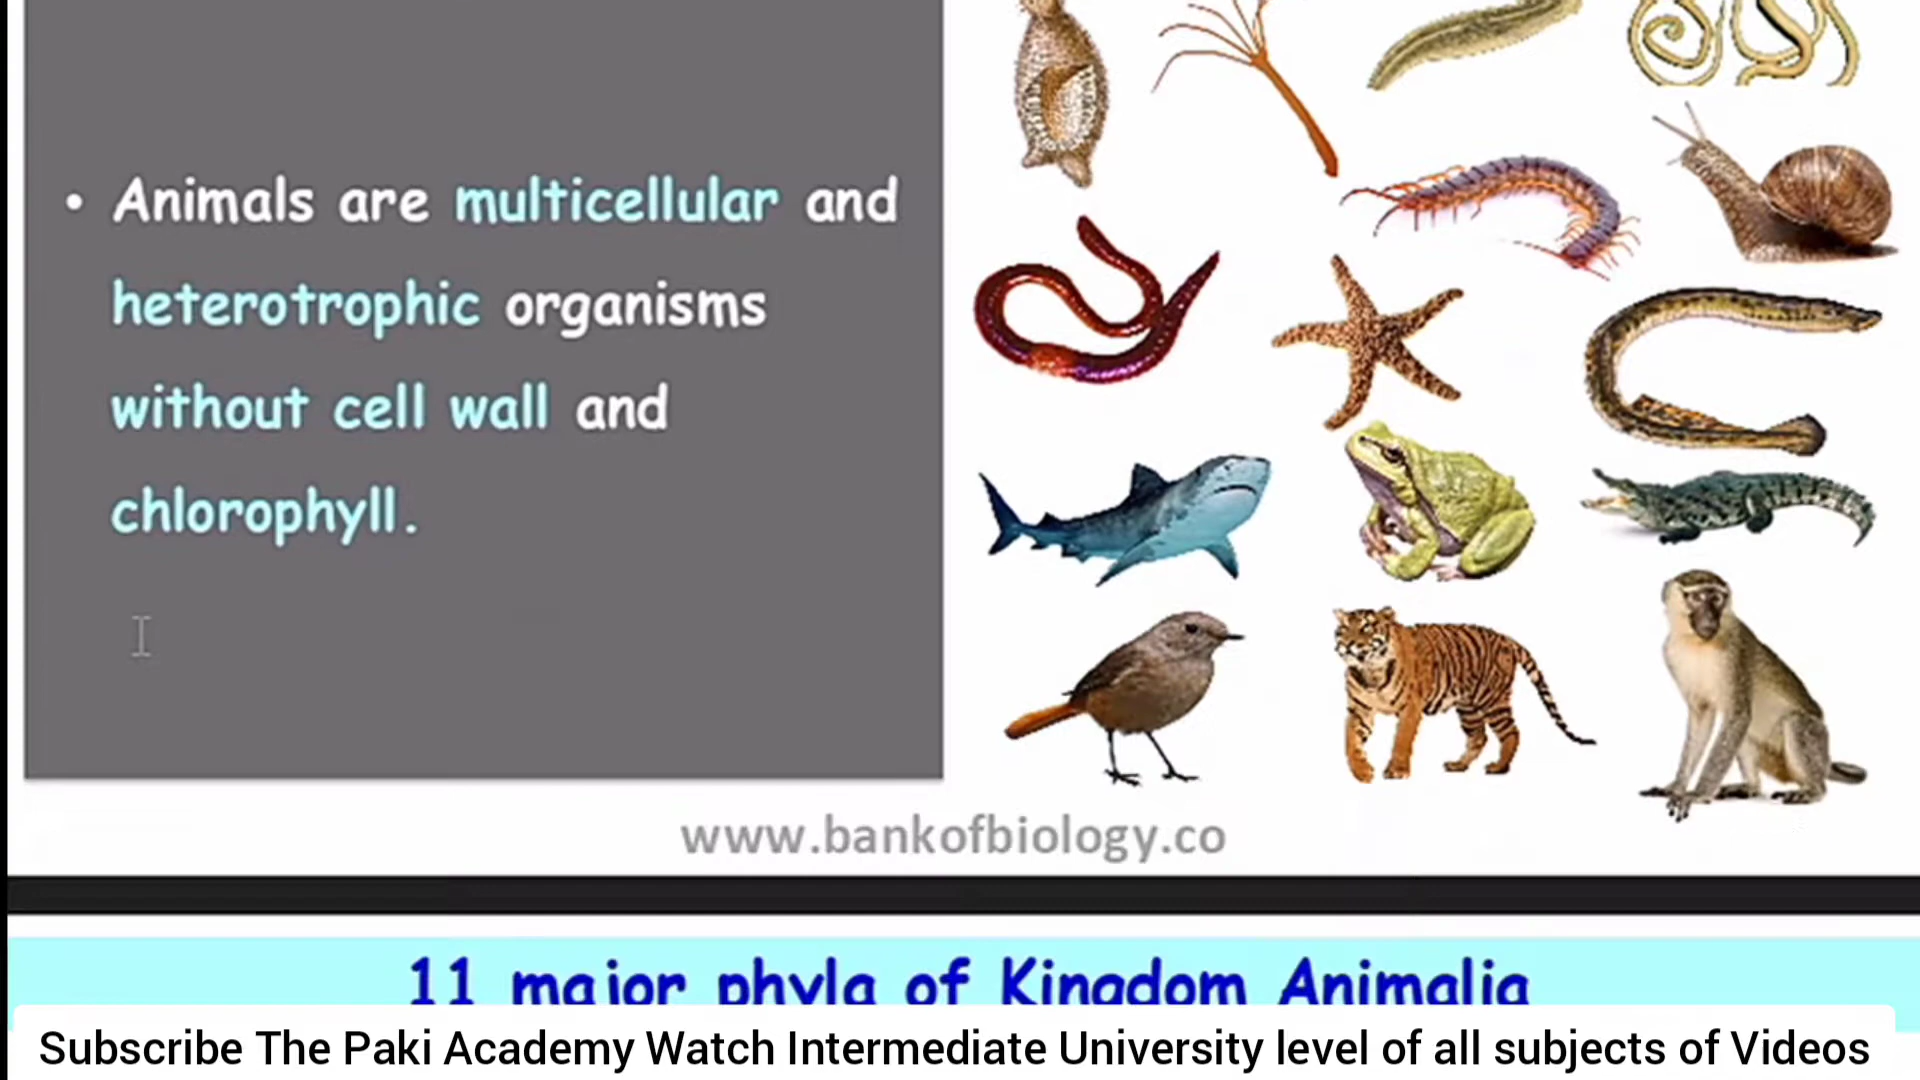 • Animals are multicellular and
heterotrophic organisms
without cell wall and
chlorophyll.
www.bankofbiology.co
11 major phyla of Kingdom Animalia
Subscribe The Paki Academy Watch Intermediate University level of all subjects of Videos